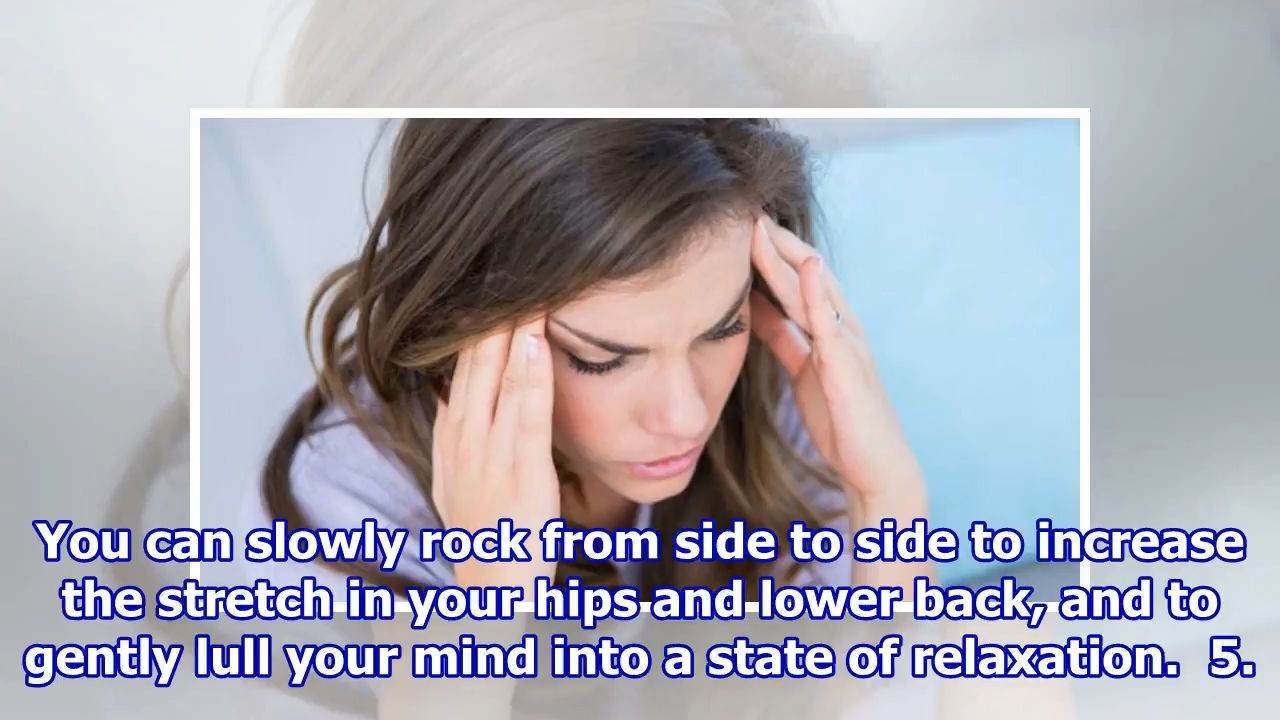 You can slowly rock from side to side to increase
the stretch in your hips and lower back, and to
gently lull your mind into a state of relaxation.  5.